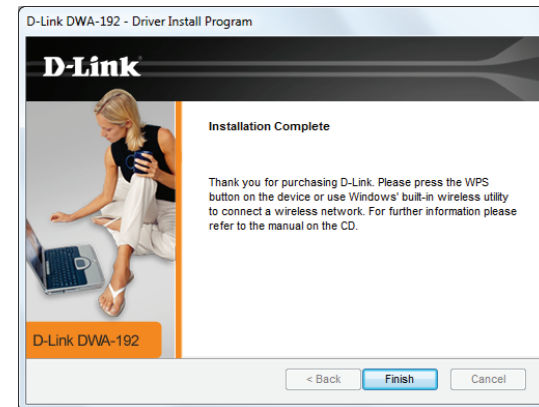 D-Link DWA-192 - Driver Install Program
D-Link
Installation Complete
Thank you for purchasing D-Link. Please press the WPS
button on the device or use Windows' built-in wireless utility
to connect a wireless network. For further information please
refer to the manual on the CD.
D-Link DWA-192
< Back Finish Cancel